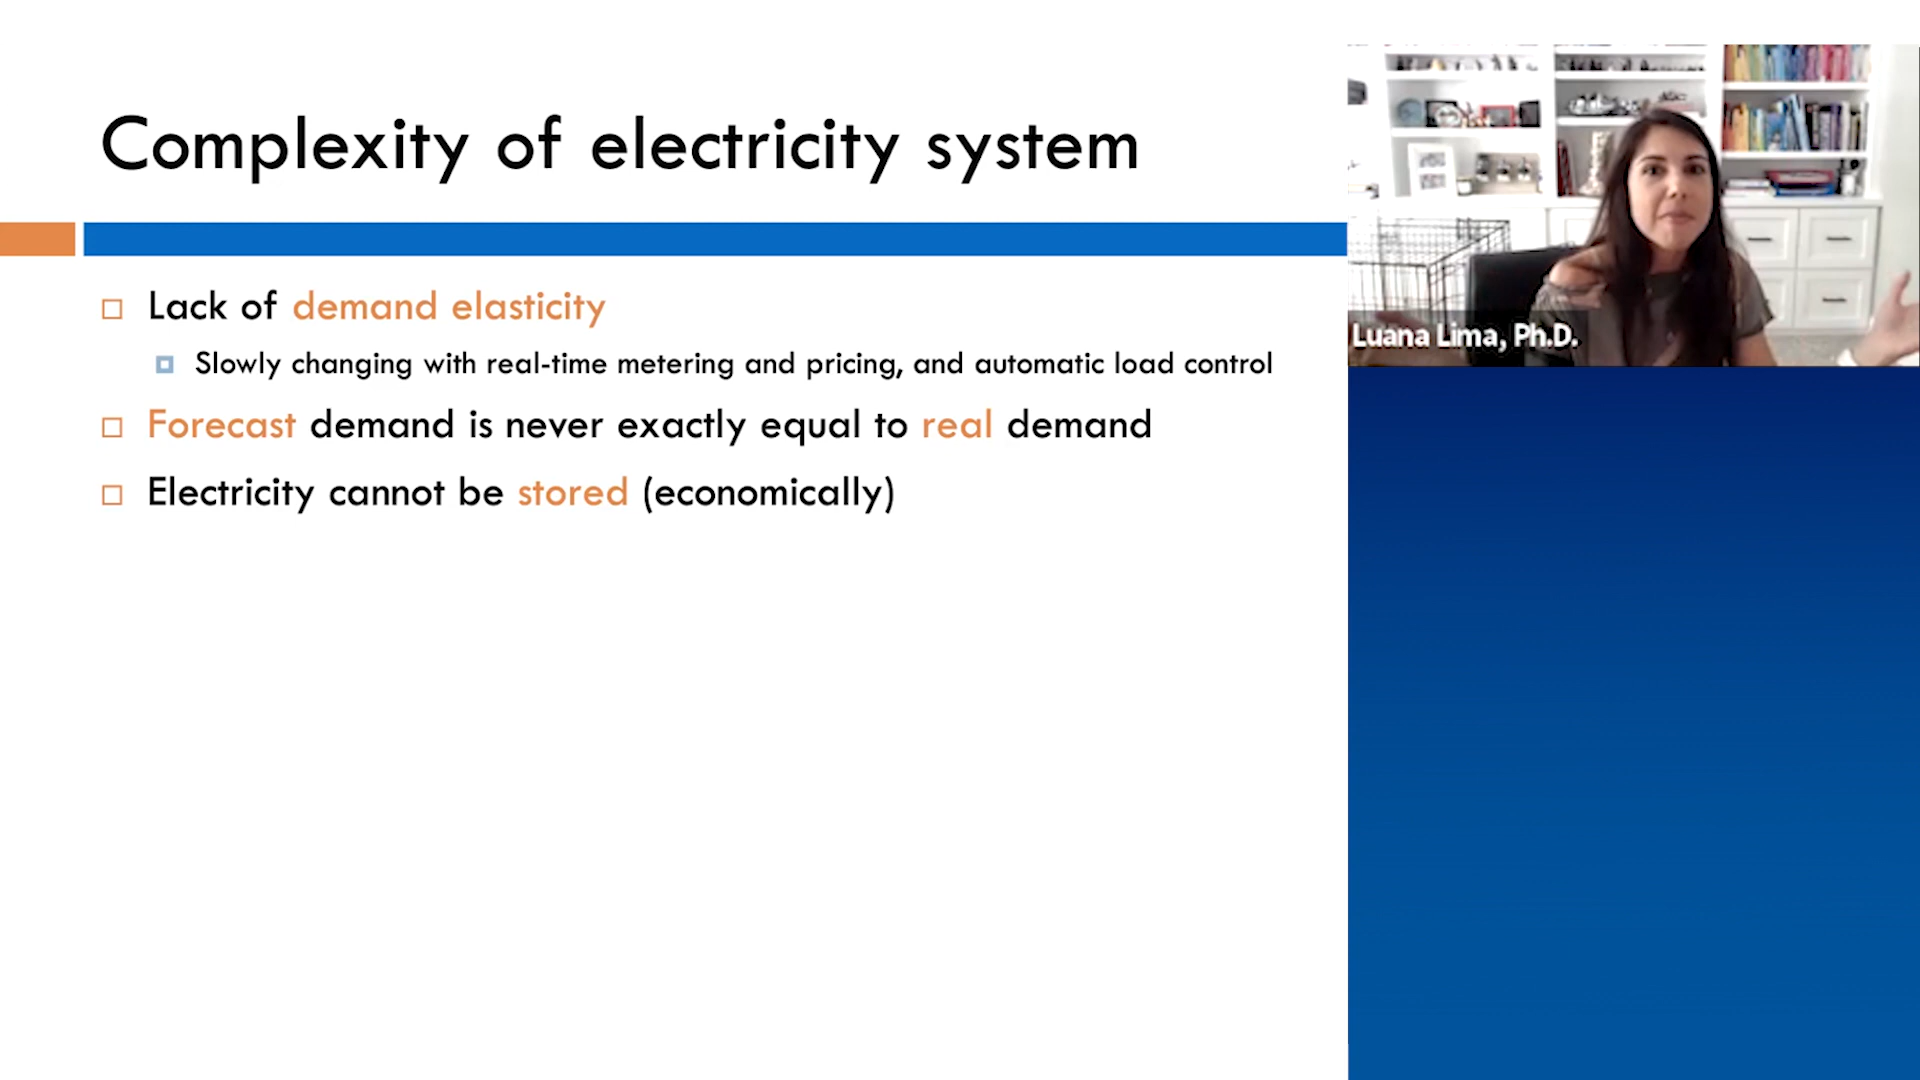 Complexity of electricity system
Lack of demand elasticity
Slowly changing with real-time metering and pricing, and automatic load control
Forecast demand is never exactly equal to real demand
Electricity cannot be stored (economically)
Luana Lima, Ph.D.